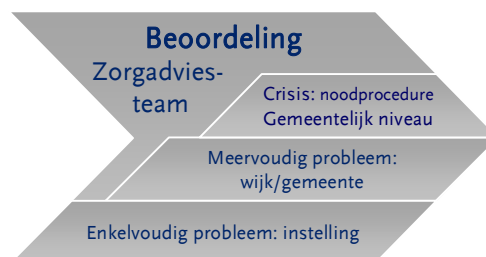 Beoordeling
Zorgadvies-
team
Crisis: noodprocedure
Gemeentelijk niveau
Meervoudig probleem:
wijk/gemeente
Enkelvoudig probleem: instelling